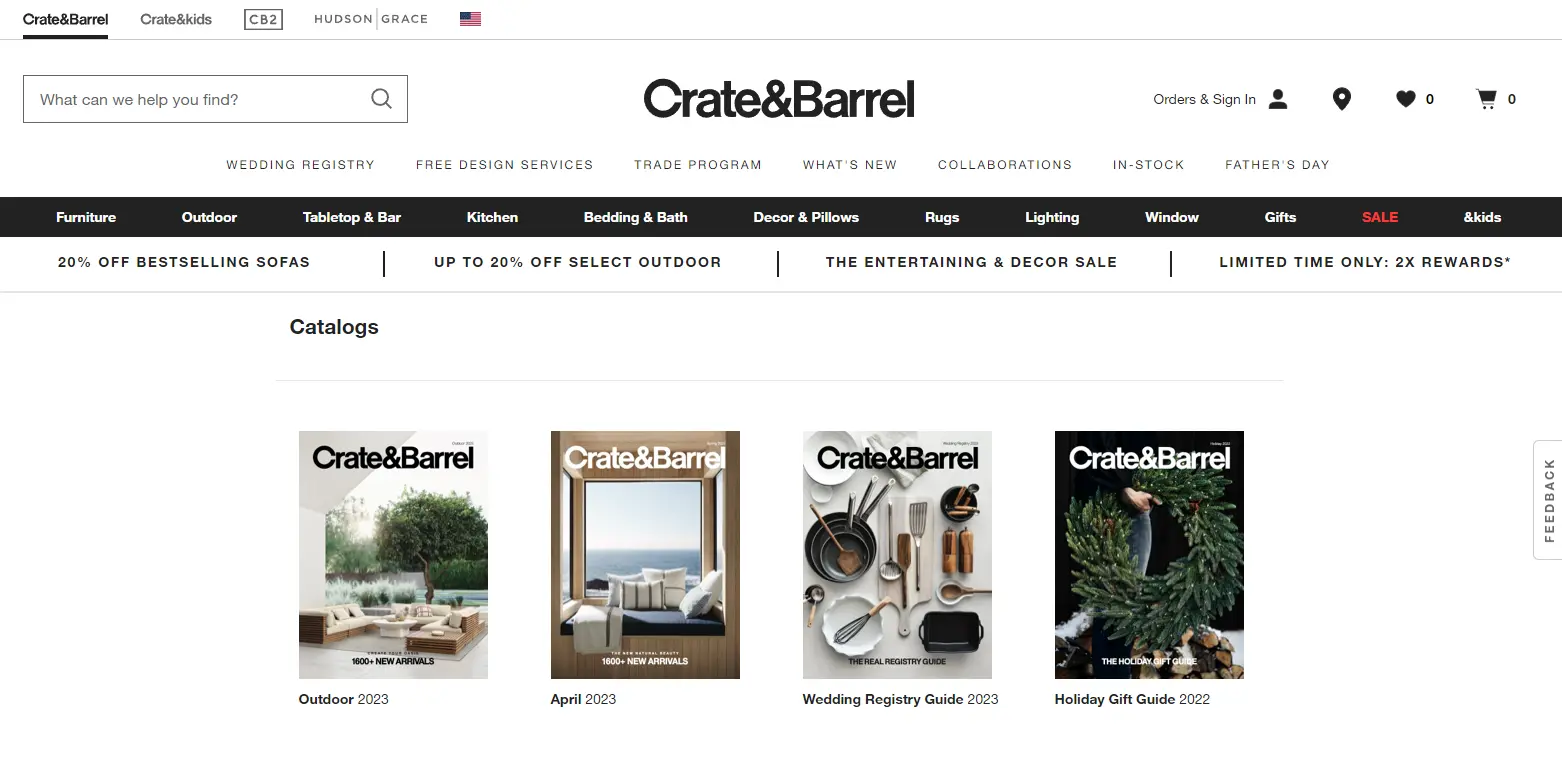 Crate&Barrel Crate&kids CB2 HUDSON GRACE
What can we help you find?
Crate&Barrel
Orders & Sign In 0 0
WEDDING REGISTRY FREE DESIGN SERVICES TRADE PROGRAM WHAT'S NEW COLLABORATIONS IN-STOCK FATHER'S DAY
Furniture Outdoor Tabletop & Bar Kitchen Bedding & Bath Decor & Pillows Rugs Lighting Window Gifts SALE &kids
20% OFF BESTSELLING SOFAS UP TO 20% OFF SELECT OUTDOOR THE ENTERTAINING & DECOR SALE LIMITED TIME ONLY: 2X REWARDS*
Catalogs
Outdoor 2023
Crate&Barrel
1600+ NEW ARRIVALS
Outdoor 2023
Crate&Barrel
THE NEW NATURAL BEAUTY
1600+ NEW ARRIVALS
April 2023
Wedding Registry 2023
Crate&Barrel
THE REAL REGISTRY GUIDE
Wedding Registry Guide 2023
Holiday 2022
Crate&Barrel
THE HOLIDAY GIFT GUIDE
Holiday Gift Guide 2022
FEEDBACK